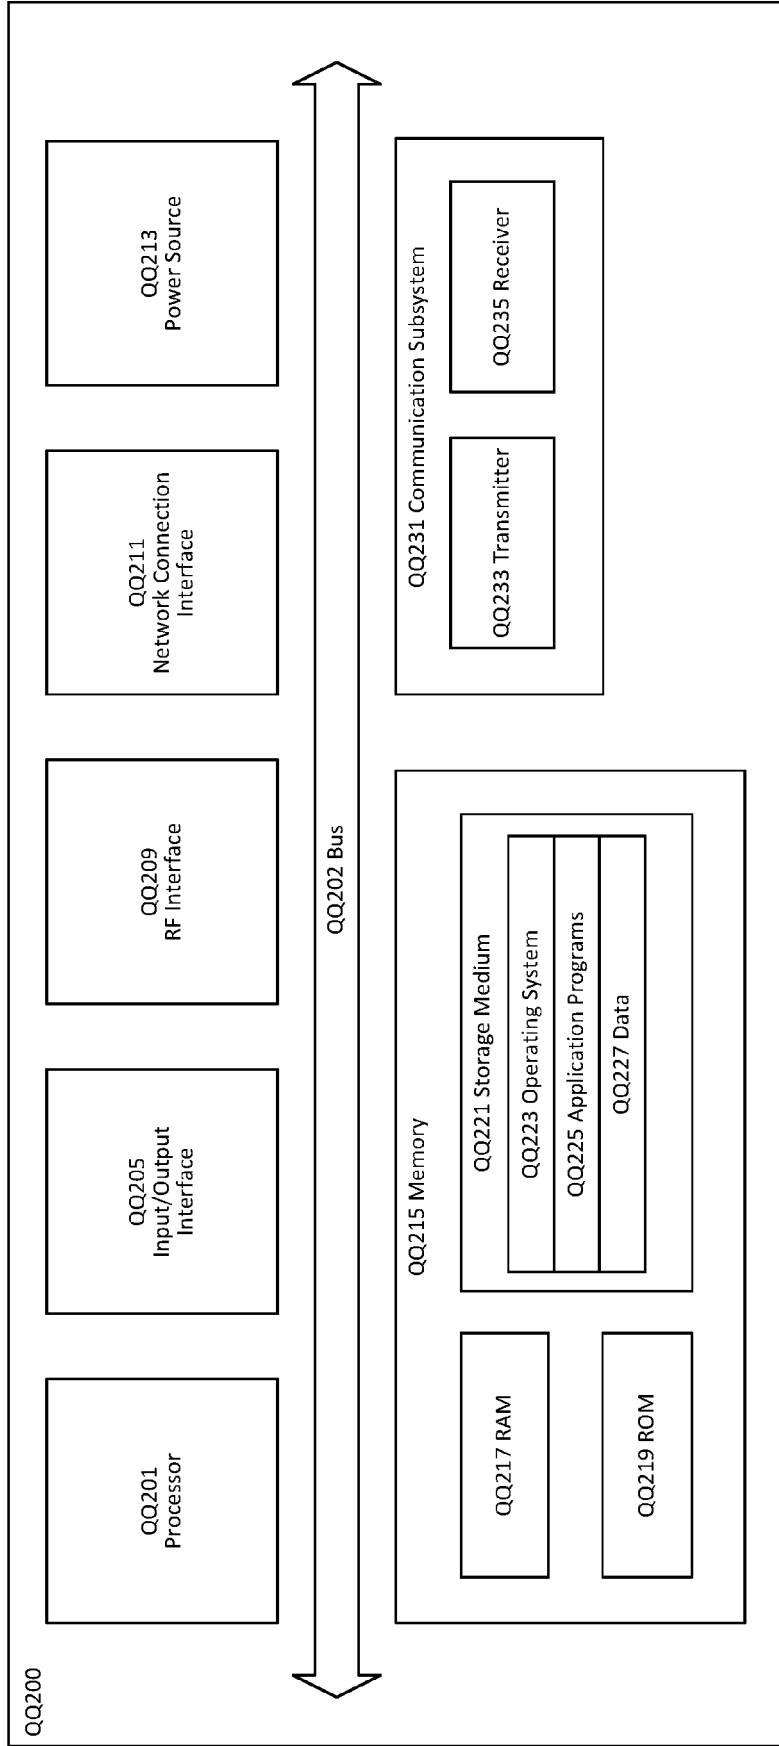 QQ200
QQ201
Processor
QQ205
Input/Output
Interface
QQ209
RF Interface
QQ211
Network Connection
Interface
QQ213
Power Source
QQ202 Bus
QQ215 Memory
QQ217 RAM
QQ219 ROM
QQ221 Storage Medium
QQ223 Operating System
QQ225 Application Programs
QQ227 Data
QQ231 Communication Subsystem
QQ233 Transmitter
QQ235 Receiver